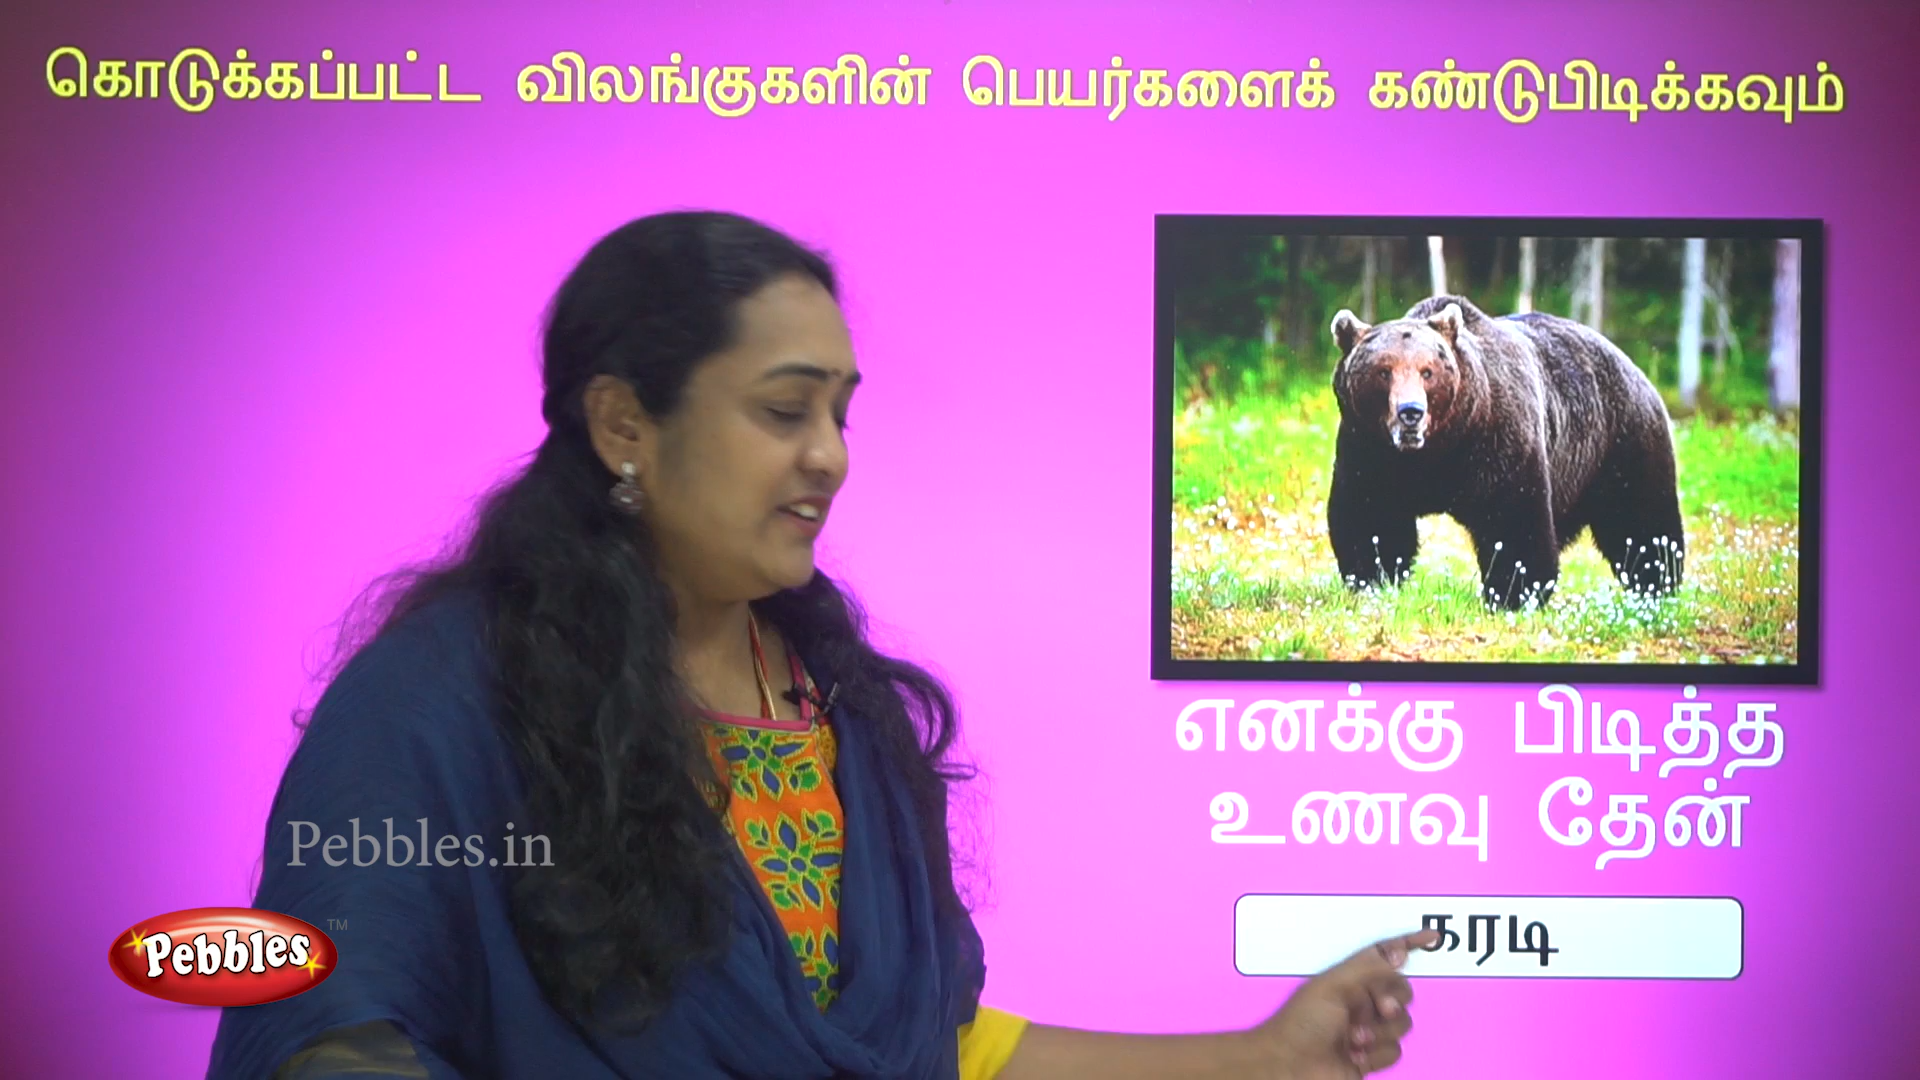 கொடுக்கப்பட்ட விலங்குகளின் பெயர்களைக் கண்டுபிடிக்கவும்
எனக்கு பிடித்த
உணவு தேன்
கரடி
Pebbles.in
Pebbles TM